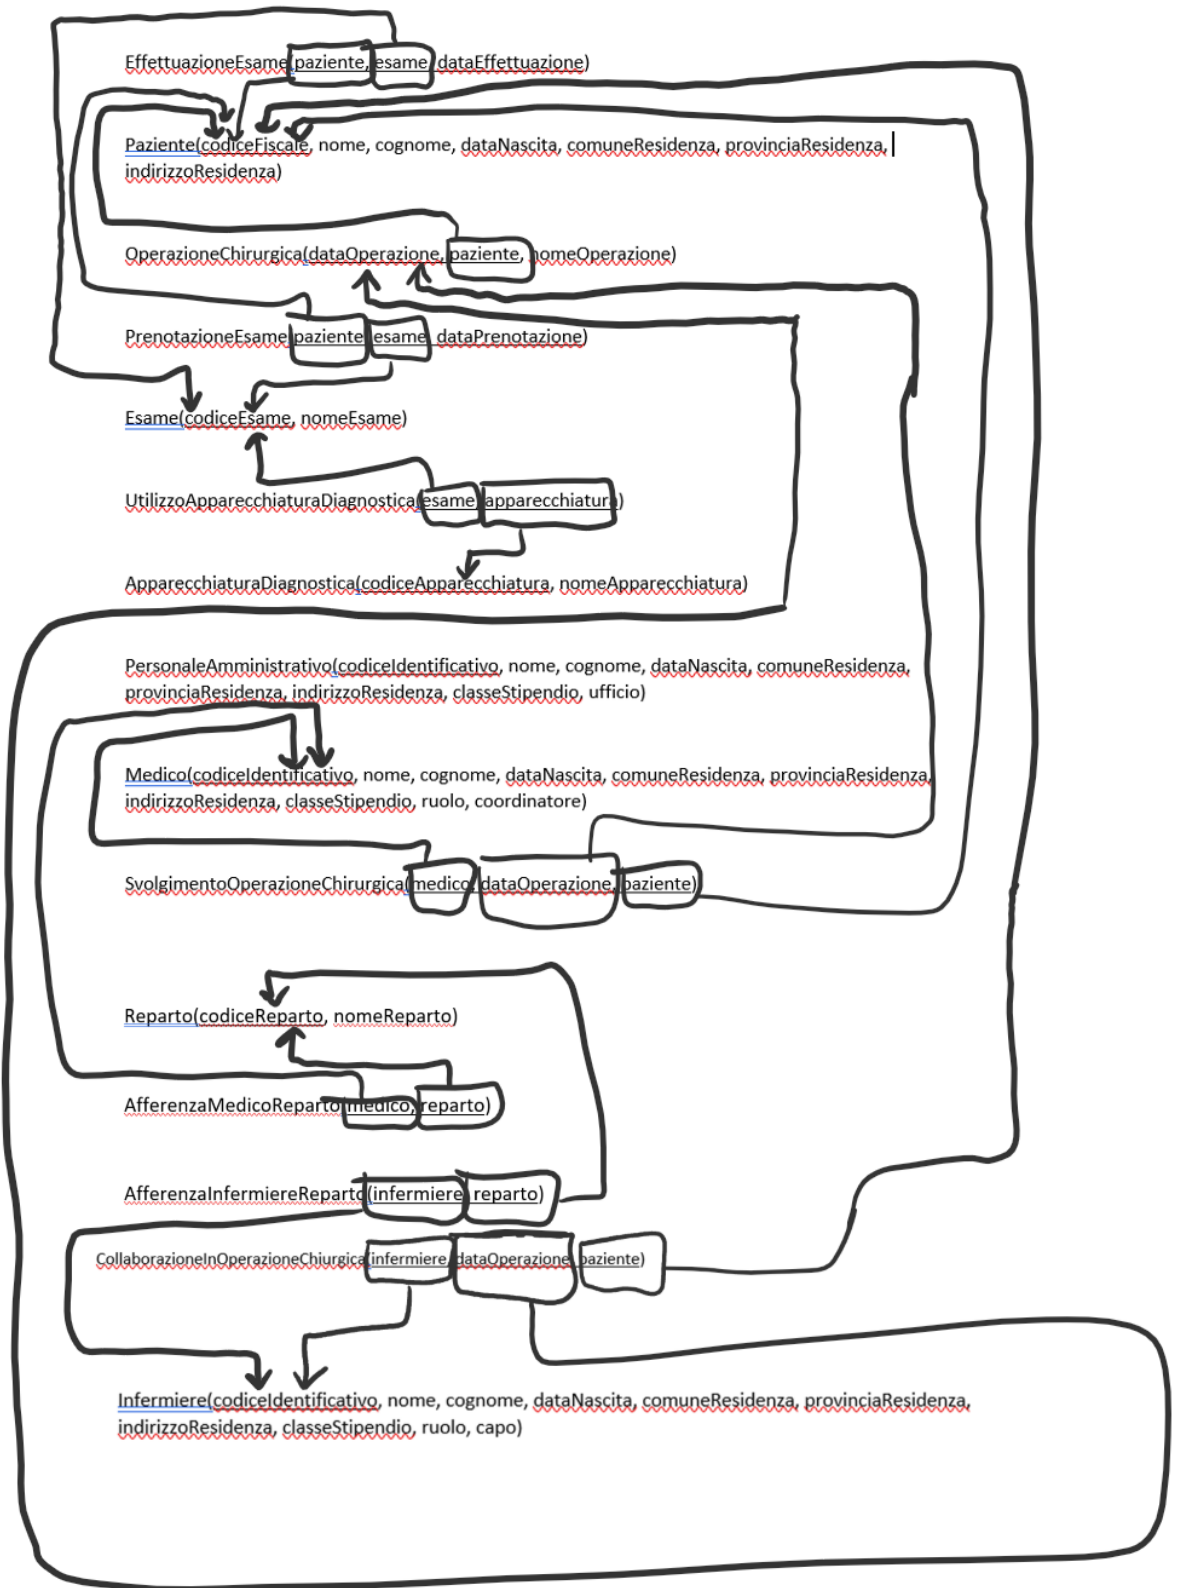 EffettuazioneEsame(paziente, esame, dataEffettuazione)
Paziente(codiceFiscale, nome, cognome, dataNascita, comuneResidenza, provinciaResidenza,
indirizzoResidenza)
OperazioneChirurgica(dataOperazione, paziente, nomeOperazione)
PrenotazioneEsame(paziente, esame, dataPrenotazione)
Esame(codiceEsame, nomeEsame)
UtilizzoApparecchiaturaDiagnostica(esame, apparecchiatura)
ApparecchiaturaDiagnostica(codiceApparecchiatura, nomeApparecchiatura)
PersonaleAmministrativo(codiceIdentificativo, nome, cognome, dataNascita, comuneResidenza,
provinciaResidenza, indirizzoResidenza, classeStipendio, ufficio)
Medico(codiceIdentificativo, nome, cognome, dataNascita, comuneResidenza, provinciaResidenza,
indirizzoResidenza, classeStipendio, ruolo, coordinatore)
SvolgimentoOperazioneChirurgica(medico, dataOperazione, paziente)
Reparto(codiceReparto, nomeReparto)
AfferenzaMedicoReparto(medico, reparto)
AfferenzaInfermiereReparto(infermiere, reparto)
CollaborazioneInOperazioneChiurgica(infermiere, dataOperazione, paziente)
Infermiere(codiceIdentificativo, nome, cognome, dataNascita, comuneResidenza, provinciaResidenza,
indirizzoResidenza, classeStipendio, ruolo, capo)